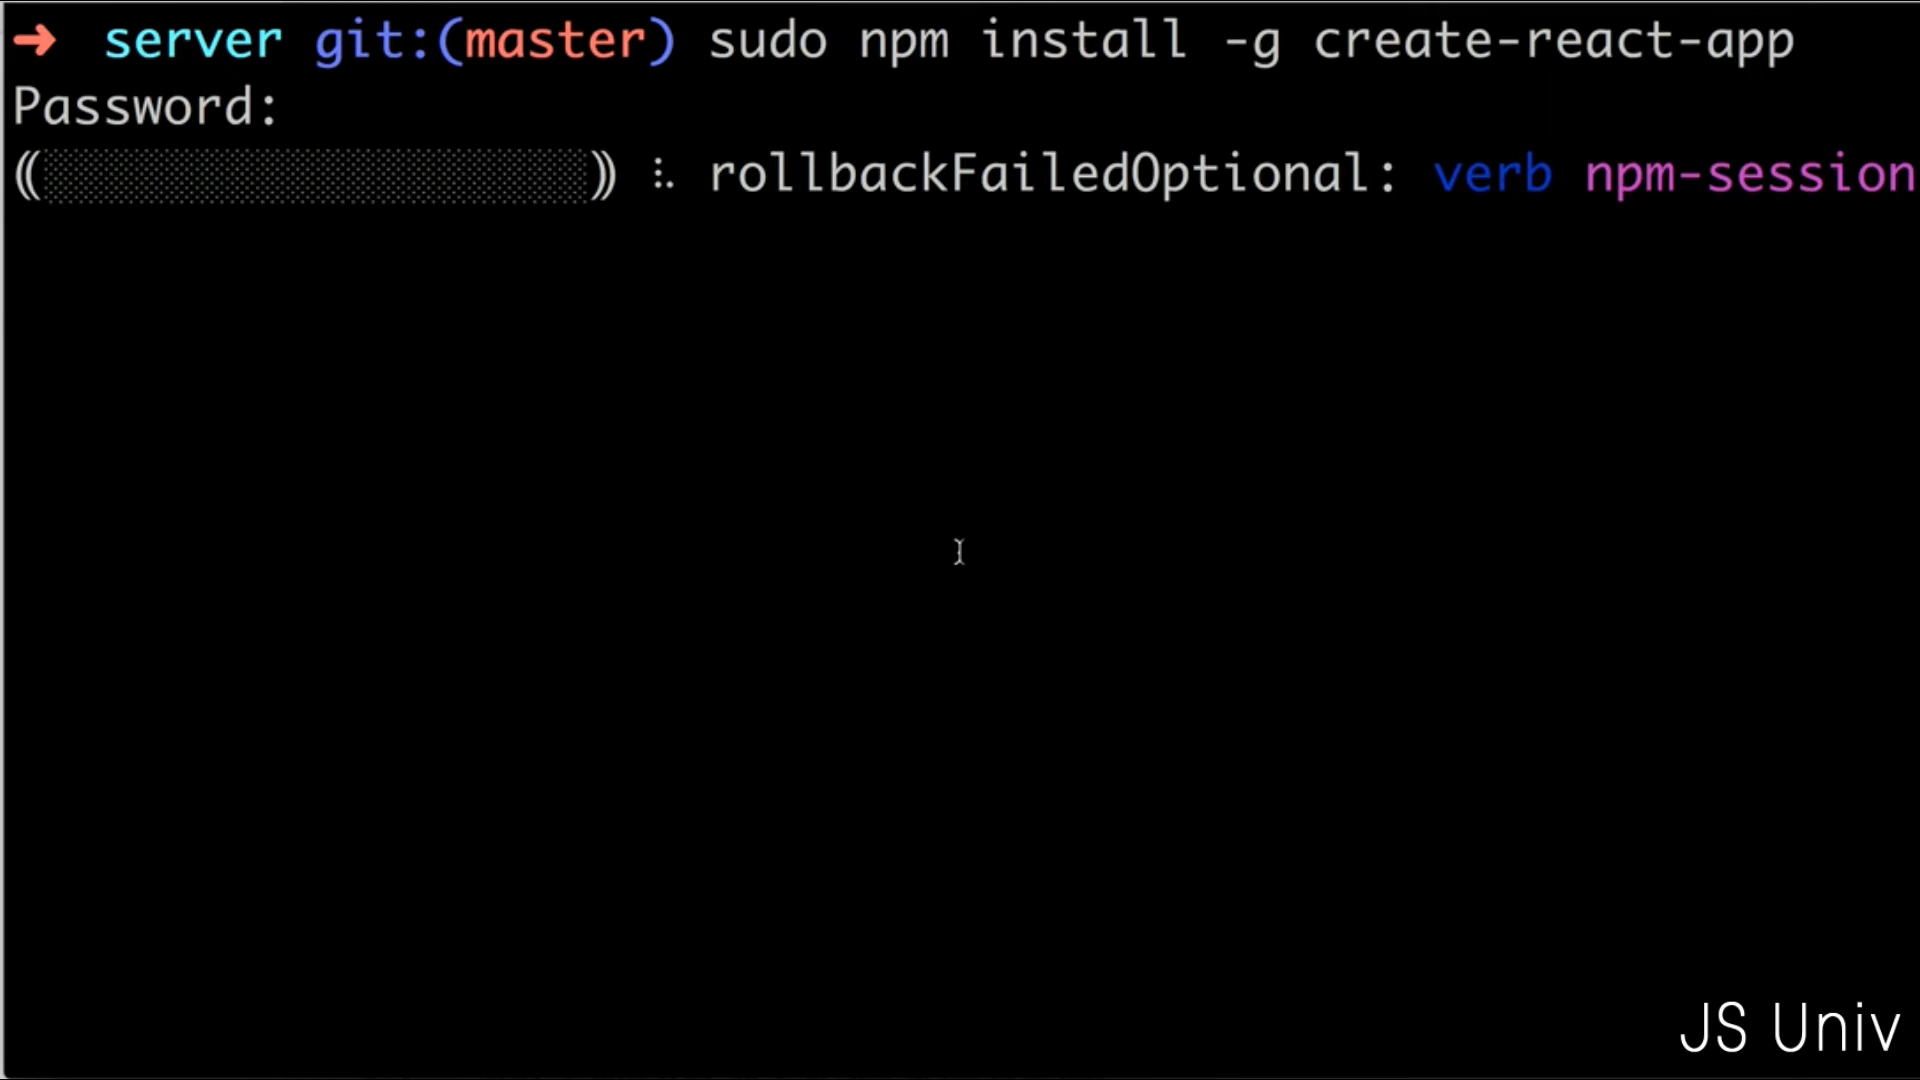 ➜ server git:(master) sudo npm install -g create-react-app
Password:
(░░░░░░░░░░░░░░░░░░) ⠧ rollbackFailedOptional: verb npm-session
JS Univ